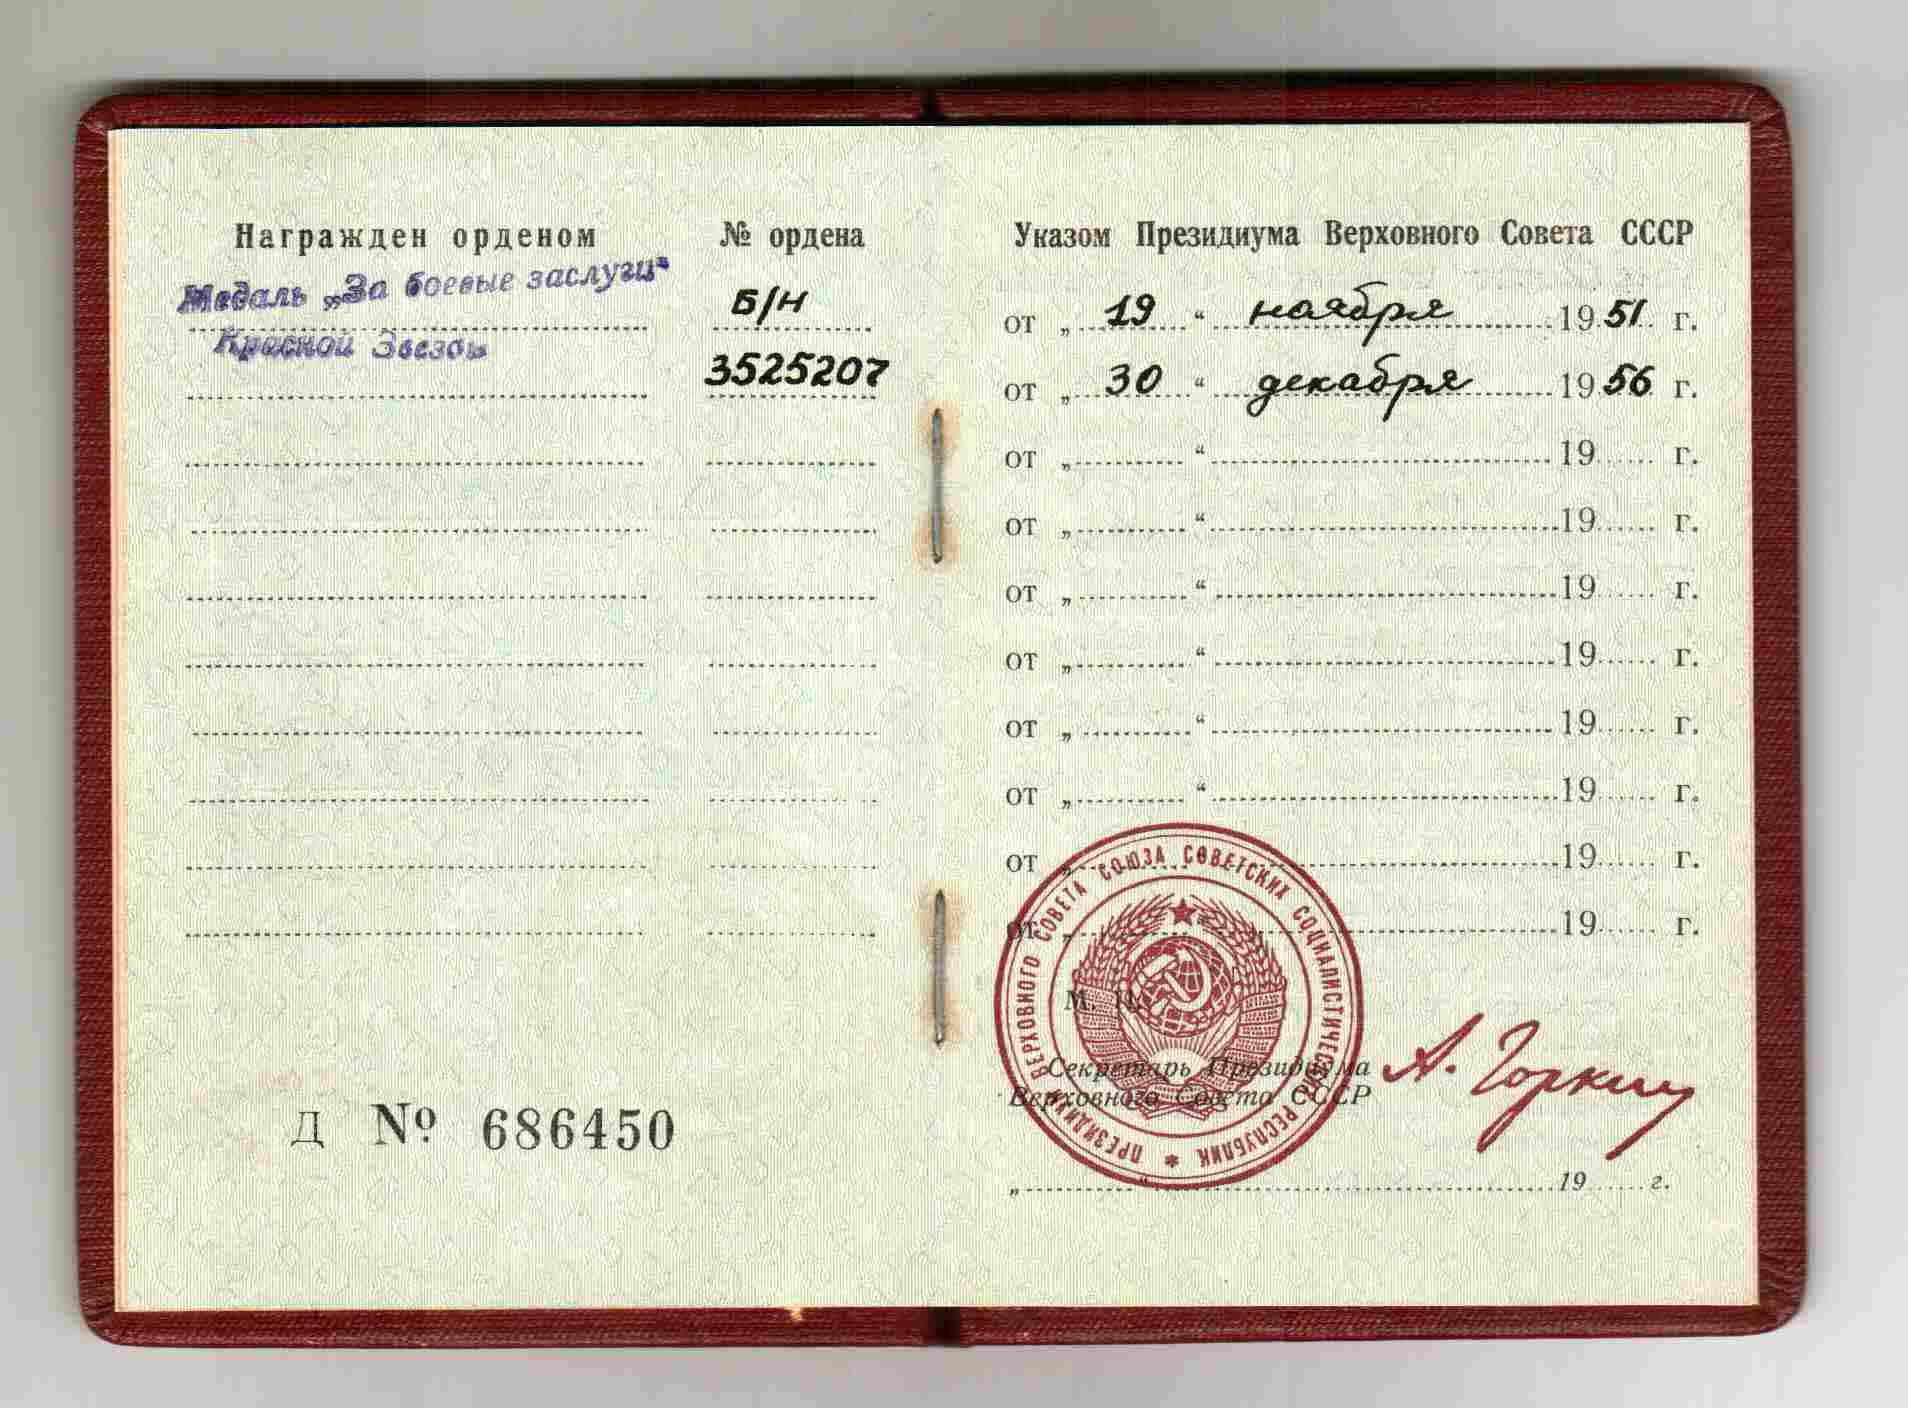 Награжден орденом № ордена
Медаль „За боевые заслуги“ Б/Н
Красной Звезды 3525207
Д № 686450
Указом Президиума Верховного Совета СССР
от „ 19 “ ноября 1951 г.
от „ 30 “ декабря 1956 г.
от „ “ 19 г.
от „ “ 19 г.
от „ “ 19 г.
от „ “ 19 г.
от „ “ 19 г.
от „ “ 19 г.
от „ 19 г.
от „ 19 г.
М. П.
ПРЕЗИДИУМ ВЕРХОВНОГО СОВЕТА СОЮЗА СОВЕТСКИХ СОЦИАЛИСТИЧЕСКИХ РЕСПУБЛИК *
Секретарь Президиума
Верховного Совета СССР
А. Горкин
„ “ 19 г.